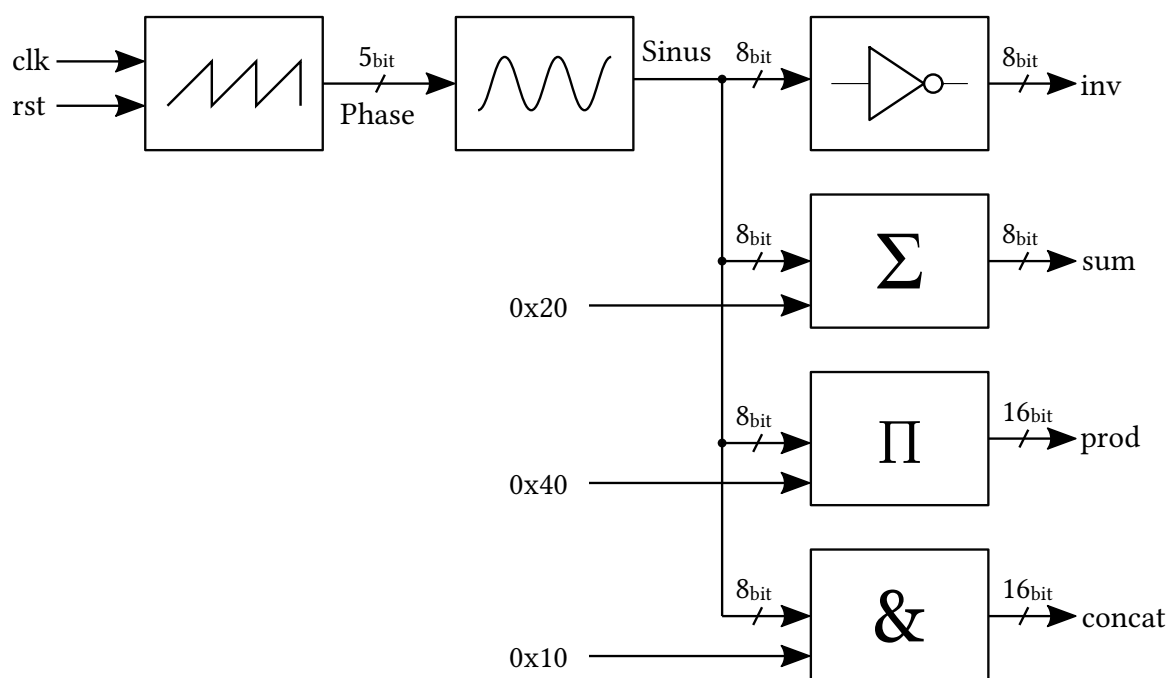 clk
rst
5bit
Phase
Sinus
8bit
8bit
inv
8bit
0x20
Σ
8bit
sum
8bit
0x40
Π
16bit
prod
8bit
0x10
&
16bit
concat